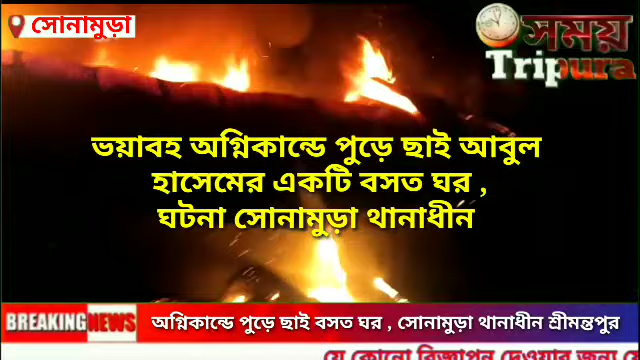 সোনামুড়া
সময়
Tripura
ভয়াবহ অগ্নিকান্ডে পুড়ে ছাই আবুল
হাসেমের একটি বসত ঘর ,
ঘটনা সোনামুড়া থানাধীন
BREAKING NEWS
অগ্নিকান্ডে পুড়ে ছাই বসত ঘর , সোনামুড়া থানাধীন শ্রীমন্তপুর
যে কোনো বিজ্ঞাপন দেওয়ার জন্য